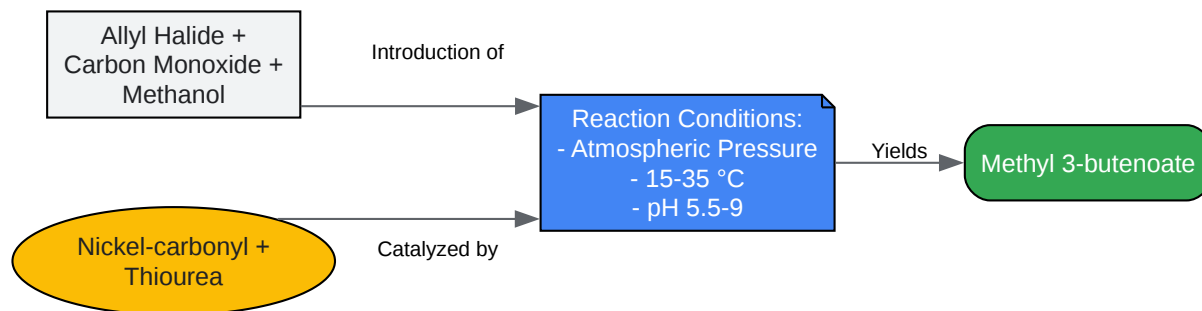 Allyl Halide +
Carbon Monoxide +
Methanol
Introduction of
Reaction Conditions:
- Atmospheric Pressure
- 15-35 °C
- pH 5.5-9
Yields
Methyl 3-butenoate
Nickel-carbonyl +
Thiourea
Catalyzed by